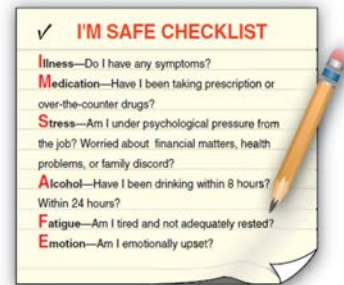 ✓ I'M SAFE CHECKLIST
Illness—Do I have any symptoms?
Medication—Have I been taking prescription or
over-the-counter drugs?
Stress—Am I under psychological pressure from
the job? Worried about financial matters, health
problems, or family discord?
Alcohol—Have I been drinking within 8 hours?
Within 24 hours?
Fatigue—Am I tired and not adequately rested?
Emotion—Am I emotionally upset?